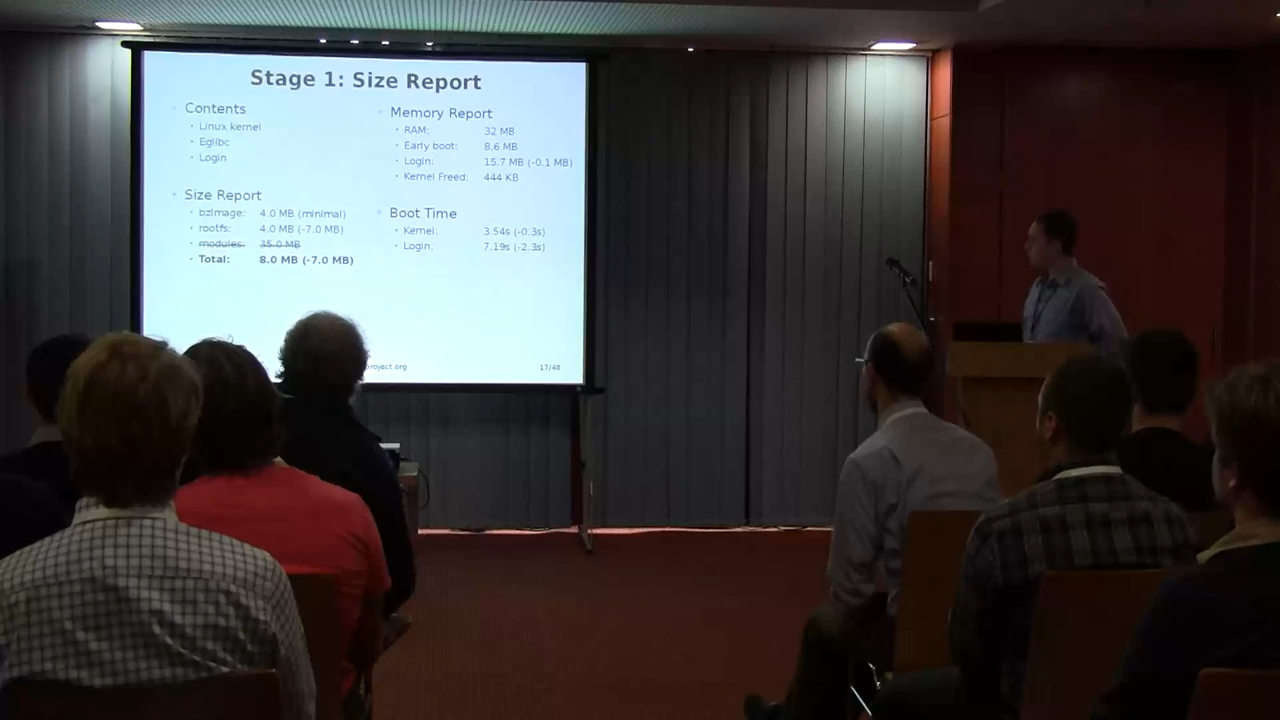 Stage 1: Size Report
Contents
Linux kernel
Eglibc
Login
Size Report
bzimage: 4.0 MB (minimal)
rootfs: 4.0 MB (-7.0 MB)
modules: 35.0 MB
Total: 8.0 MB (-7.0 MB)
Memory Report
RAM: 32 MB
Early boot: 8.6 MB
Login: 15.7 MB (-0.1 MB)
Kernel Freed: 444 KB
Boot Time
Kernel: 3.54s (-0.3s)
Login: 7.19s (-2.3s)
project.org
17/48